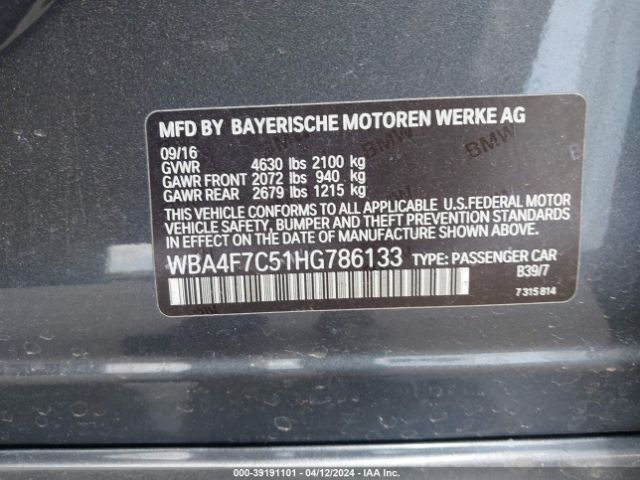 MFD BY BAYERISCHE MOTOREN WERKE AG
09/16
GVWR 4630 lbs 2100 kg
GAWR FRONT 2072 lbs 940 kg
GAWR REAR 2679 lbs 1215 kg
THIS VEHICLE CONFORMS TO ALL APPLICABLE U.S.FEDERAL MOTOR
VEHICLE SAFETY, BUMPER AND THEFT PREVENTION STANDARDS
IN EFFECT ON THE DATE OF MANUFACTURE SHOWN ABOVE.
WBA4F7C51HG786133 TYPE: PASSENGER CAR
B39/7
7 315 814
BMW
BMW
000-39191101 - 04/12/2024 - IAA Inc.